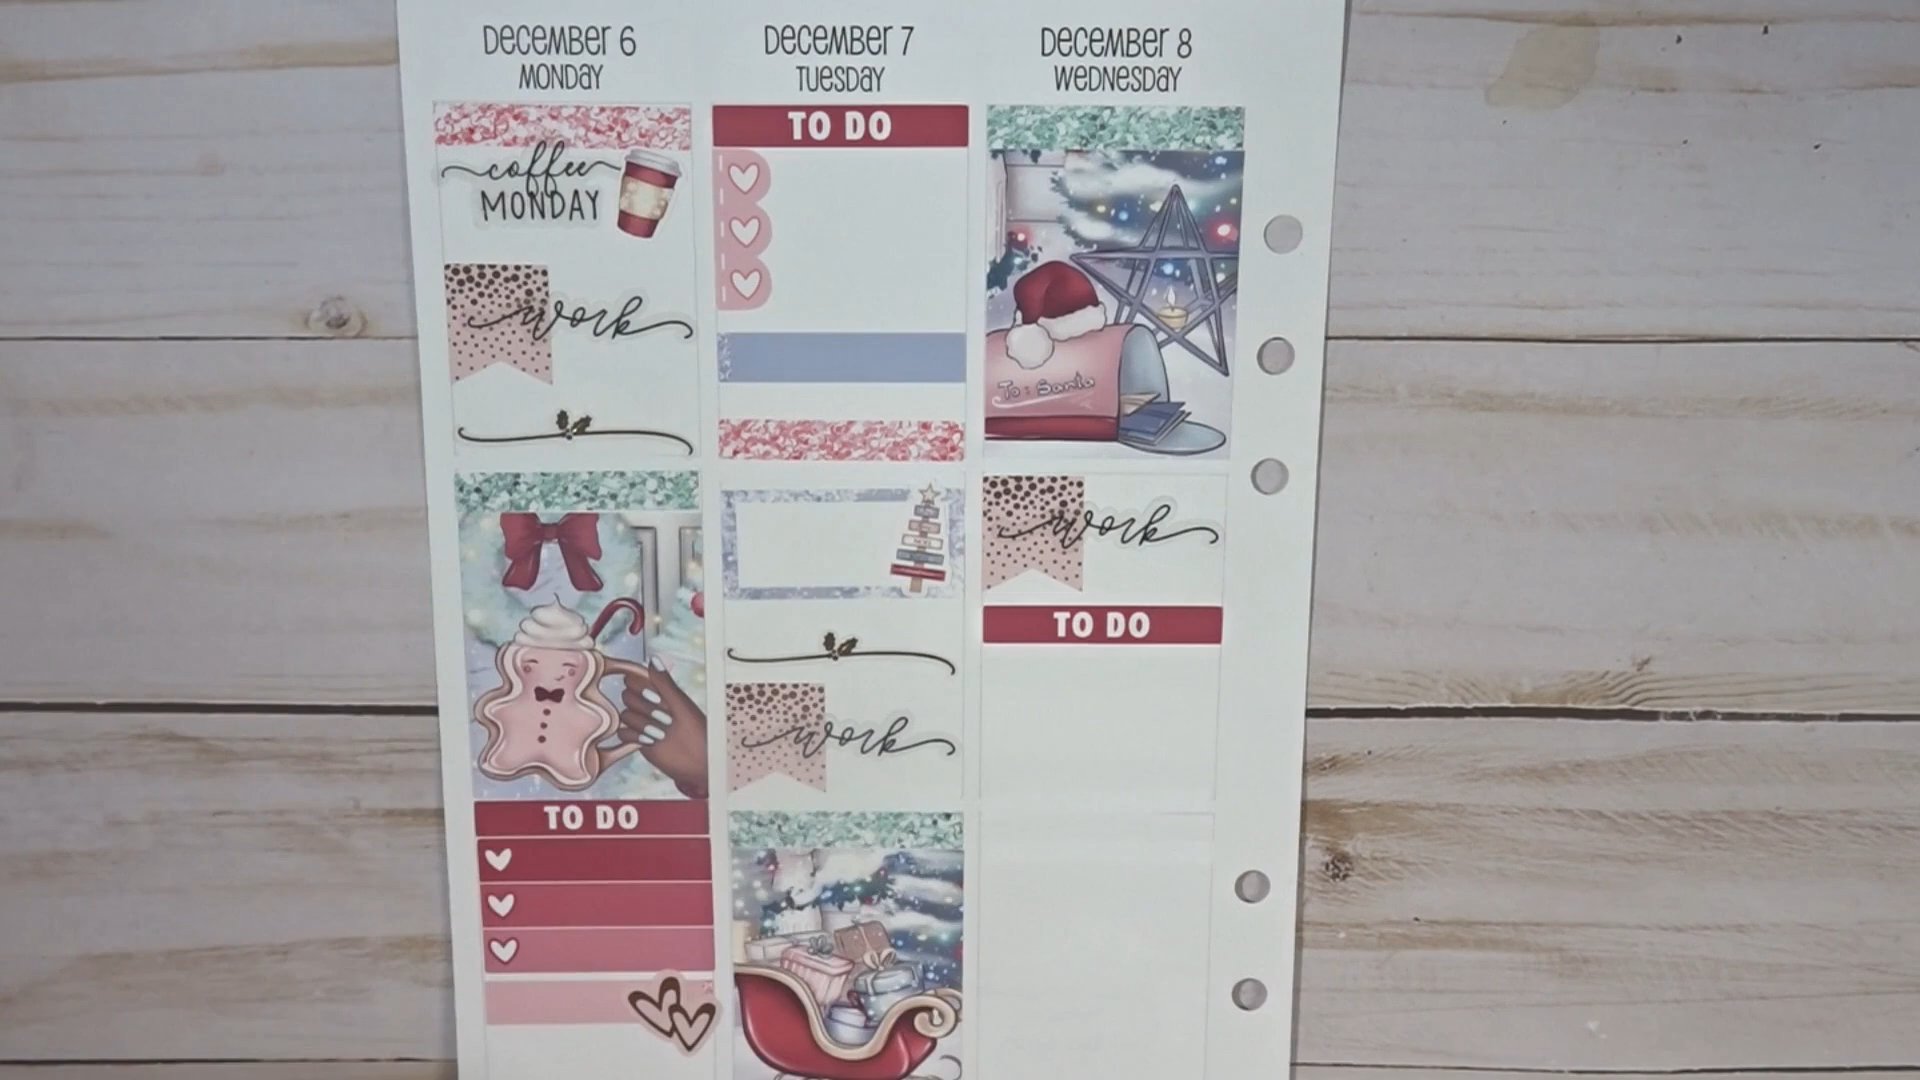 December 6
Monday
coffee
MONDAY
work
TO DO
December 7
Tuesday
TO DO
work
December 8
Wednesday
To: Santa
work
TO DO